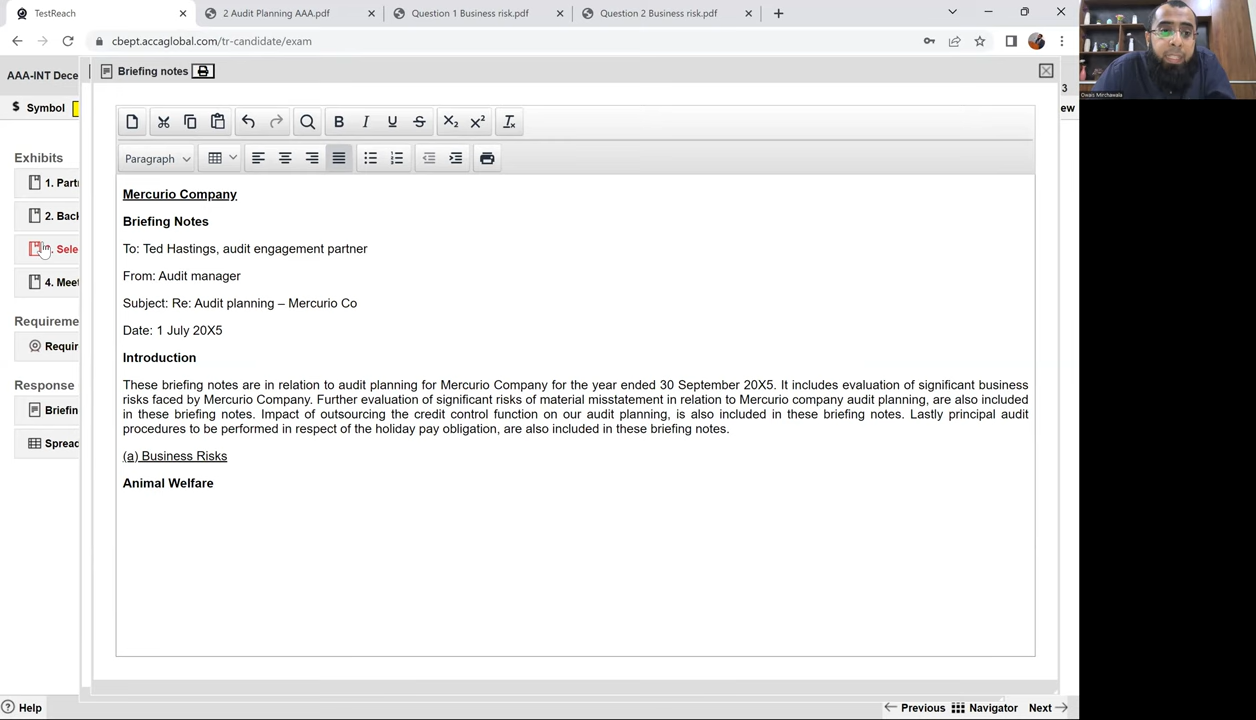 TestReach
2 Audit Planning AAA.pdf
Question 1 Business risk.pdf
Question 2 Business risk.pdf
cbept.accaglobal.com/tr-candidate/exam
AAA-INT Dece
Briefing notes
3
$ Symbol
ew
Paragraph
Exhibits
1. Partn
2. Back
. Sele
4. Meet
Requireme
Requir
Response
Briefin
Spread
Mercurio Company
Briefing Notes
To: Ted Hastings, audit engagement partner
From: Audit manager
Subject: Re: Audit planning – Mercurio Co
Date: 1 July 20X5
Introduction
These briefing notes are in relation to audit planning for Mercurio Company for the year ended 30 September 20X5. It includes evaluation of significant business
risks faced by Mercurio Company. Further evaluation of significant risks of material misstatement in relation to Mercurio company audit planning, are also included
in these briefing notes. Impact of outsourcing the credit control function on our audit planning, is also included in these briefing notes. Lastly principal audit
procedures to be performed in respect of the holiday pay obligation, are also included in these briefing notes.
(a) Business Risks
Animal Welfare
Help
Previous
Navigator
Next
Owais Mirchawala